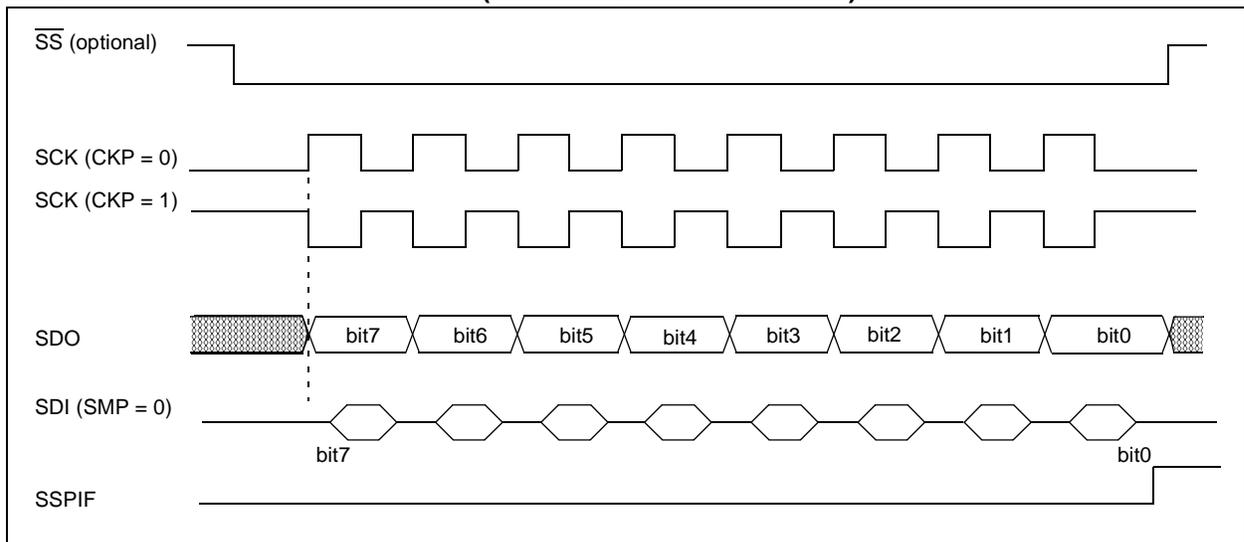 SS (optional)
SCK (CKP = 0)
SCK (CKP = 1)
SDO
bit7 bit6 bit5 bit4 bit3 bit2 bit1 bit0
SDI (SMP = 0)
bit7 bit0
SSPIF